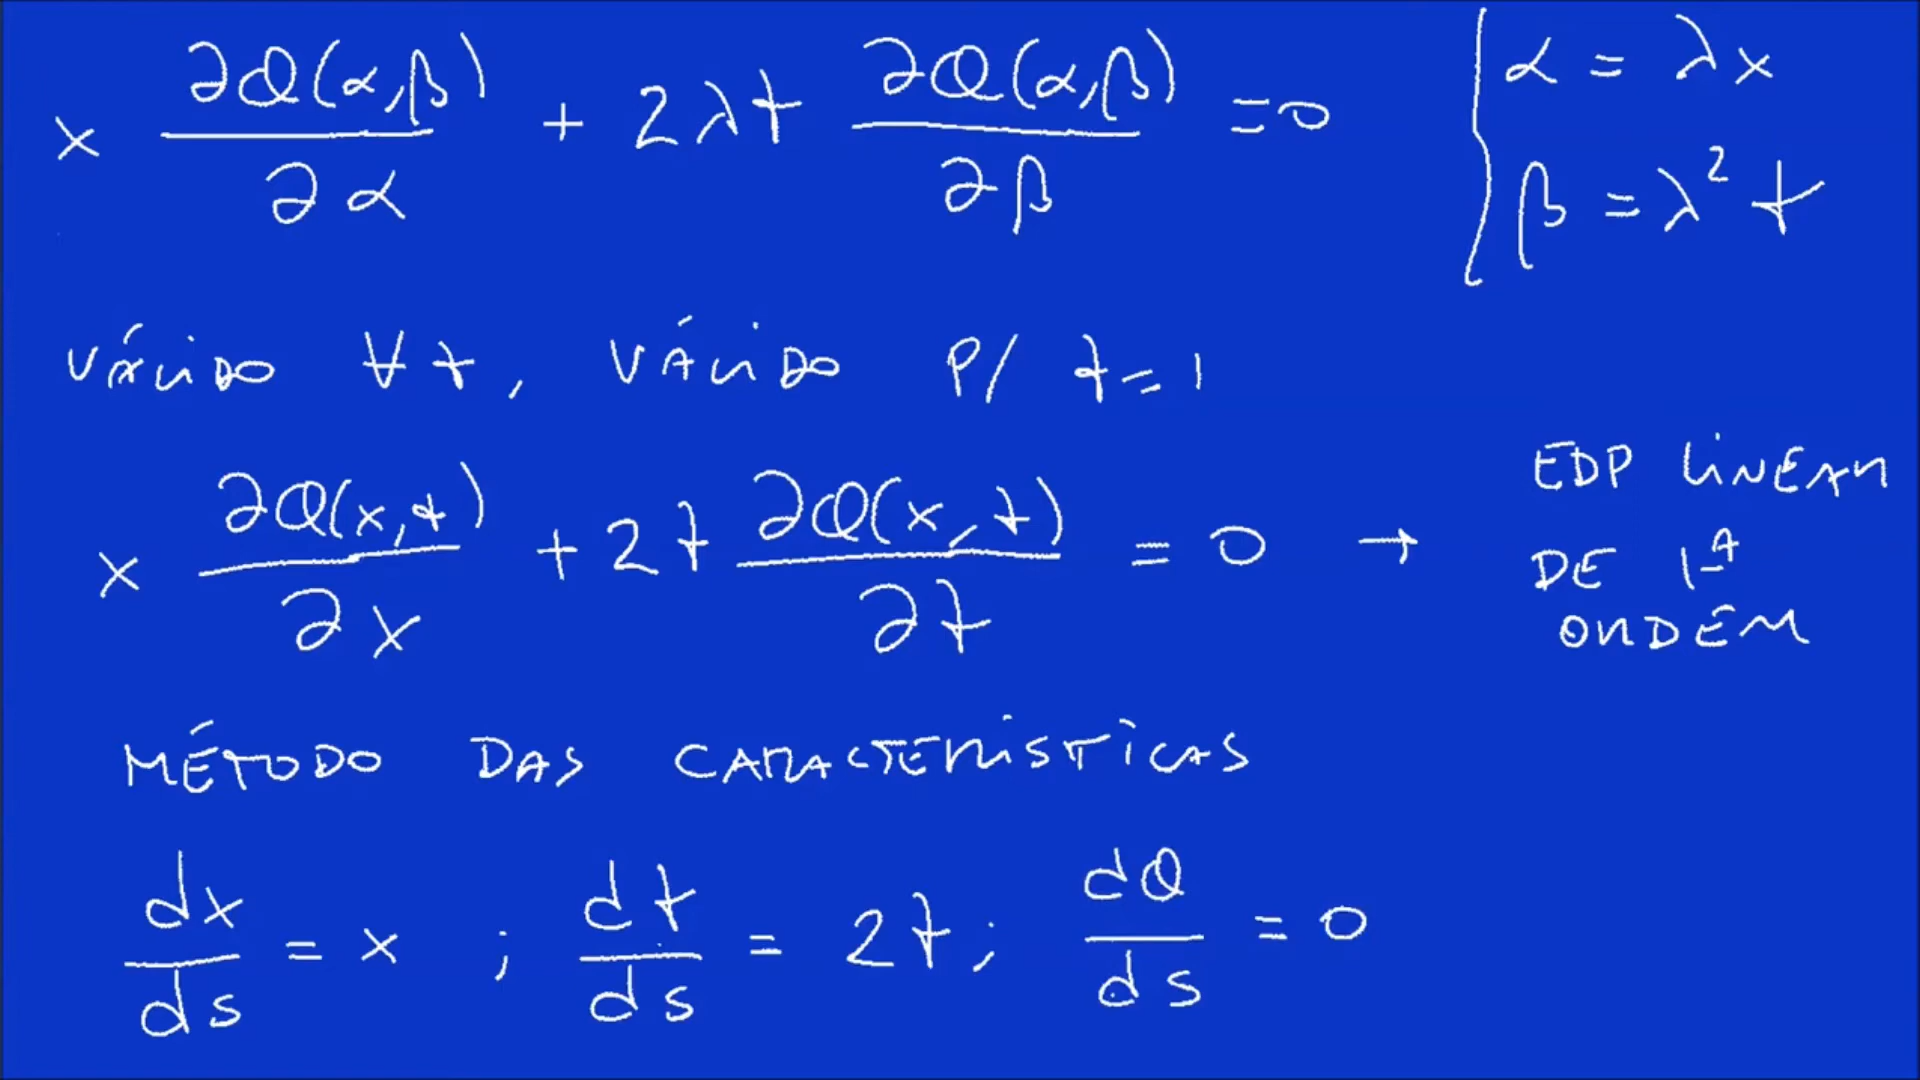 x ∂Q(α,β)/∂α + 2λt ∂Q(α,β)/∂β = 0 { α = λx
β = λ² t
VÁLIDO ∀ t, VÁLIDO P/ t = 1
x ∂Q(x,t)/∂x + 2t ∂Q(x,t)/∂t = 0 → EDP LINEAR
DE 1ª
ORDEM
MÉTODO DAS CARACTERÍSTICAS
dx/ds = x ; dt/ds = 2t ; dQ/ds = 0